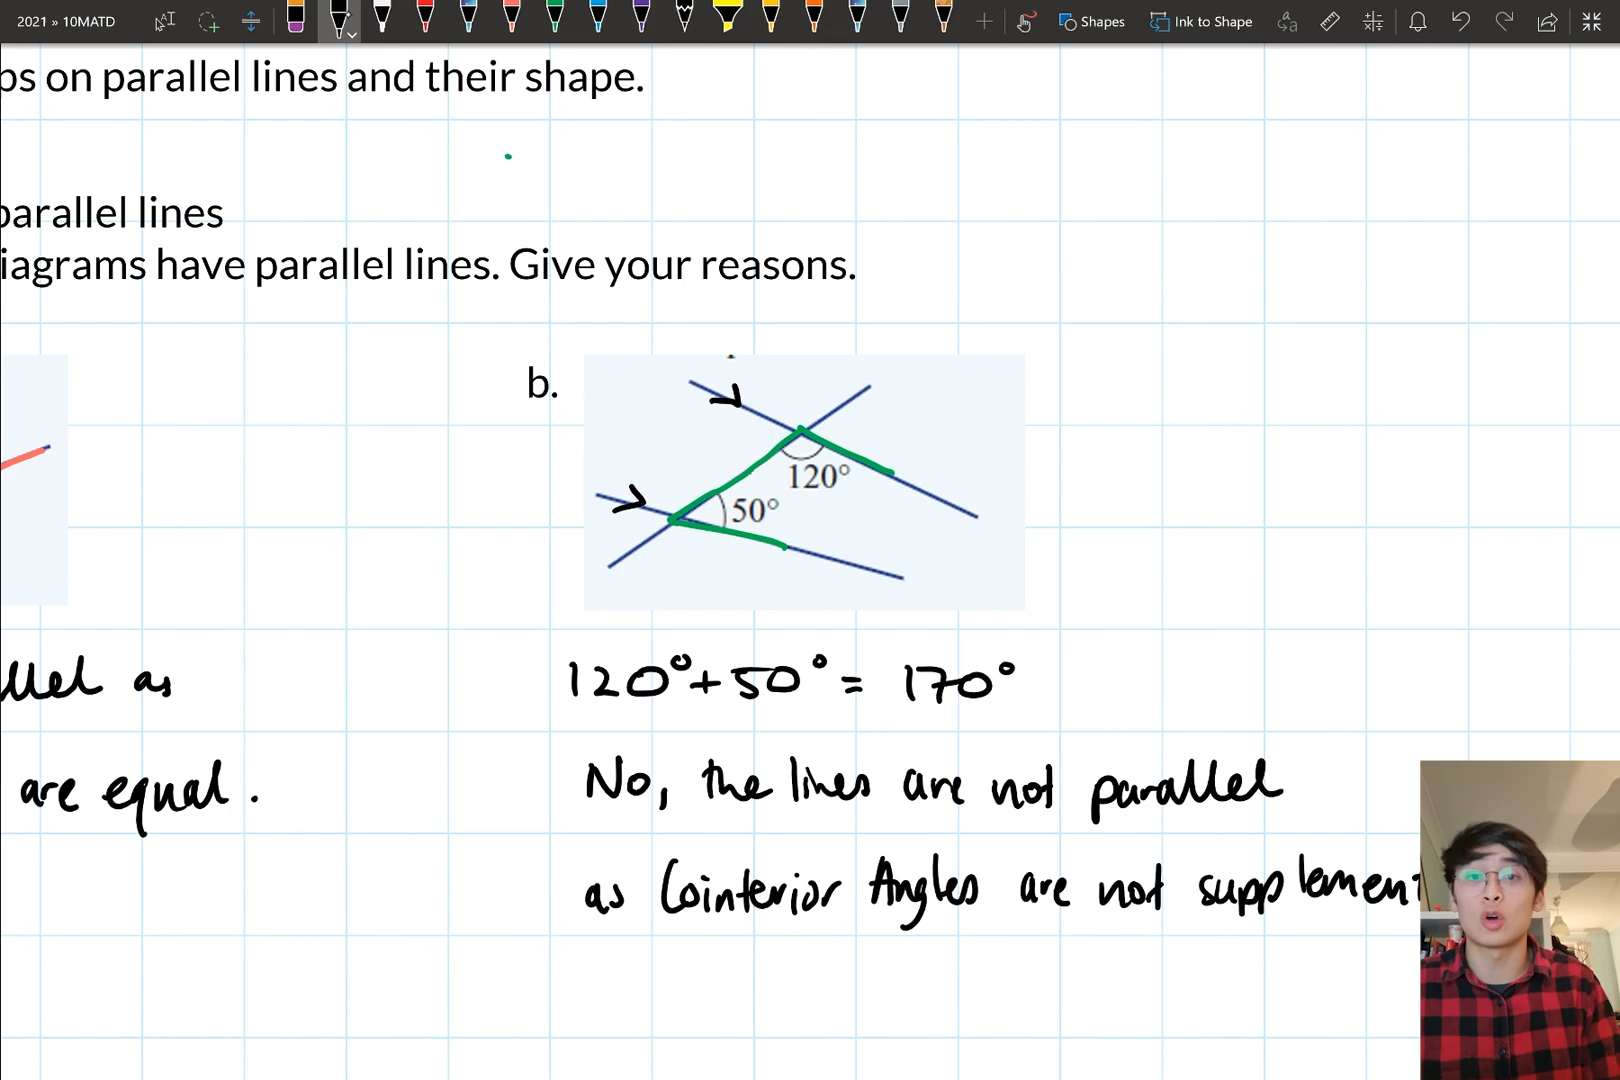 2021 » 10MATD
Shapes
Ink to Shape
ps on parallel lines and their shape.
parallel lines
iagrams have parallel lines. Give your reasons.
b.
120°
50°
llel as
are equal.
120° + 50° = 170°
No, the lines are not parallel
as Cointerior Angles are not supplement